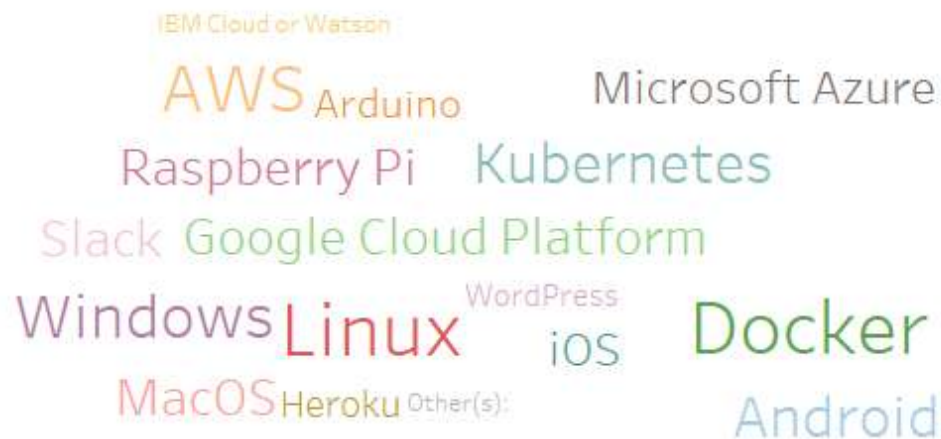 IBM Cloud or Watson
AWS Arduino Microsoft Azure
Raspberry Pi Kubernetes
Slack Google Cloud Platform
WordPress
Windows Linux iOS Docker
MacOS Heroku Other(s): Android